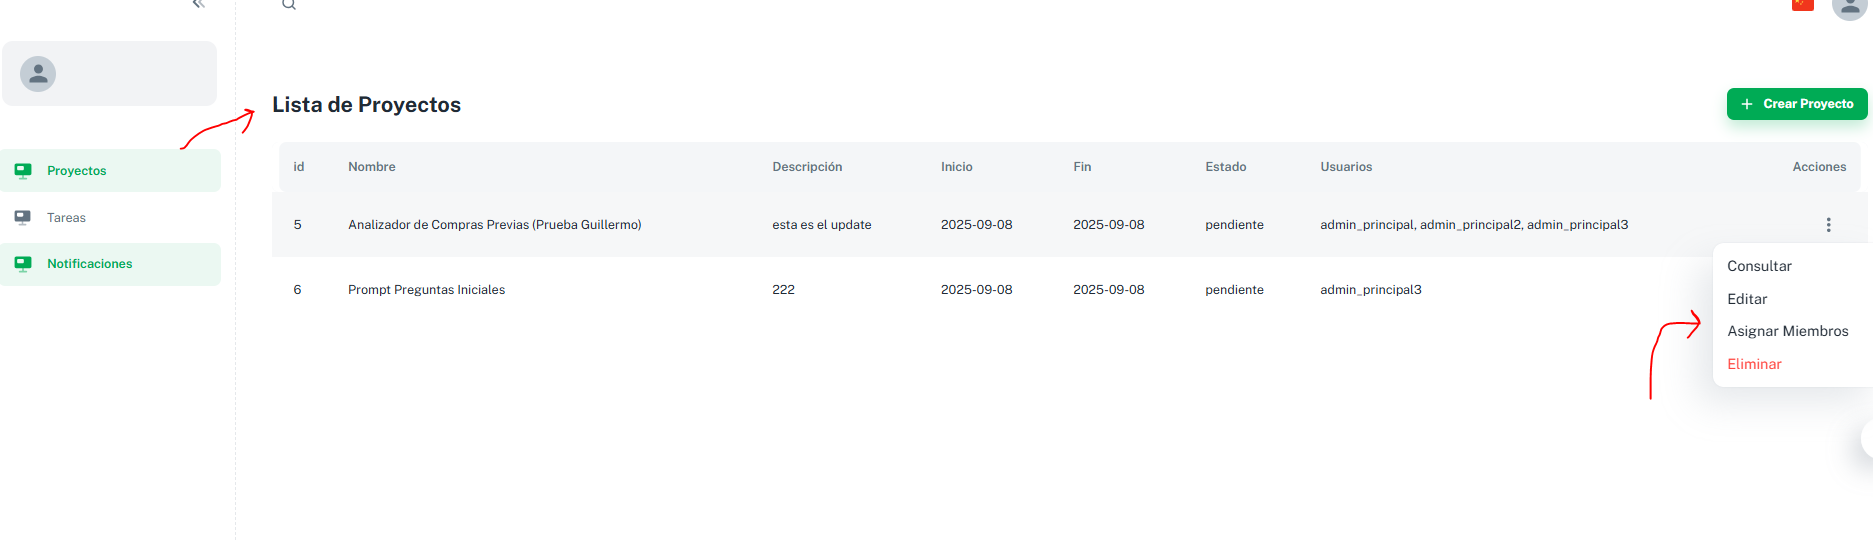 Lista de Proyectos
Crear Proyecto
Proyectos
Tareas
Notificaciones
id Nombre Descripción Inicio Fin Estado Usuarios Acciones
5 Analizador de Compras Previas (Prueba Guillermo) esta es el update 2025-09-08 2025-09-08 pendiente admin_principal, admin_principal2, admin_principal3
6 Prompt Preguntas Iniciales 222 2025-09-08 2025-09-08 pendiente admin_principal3
Consultar
Editar
Asignar Miembros
Eliminar